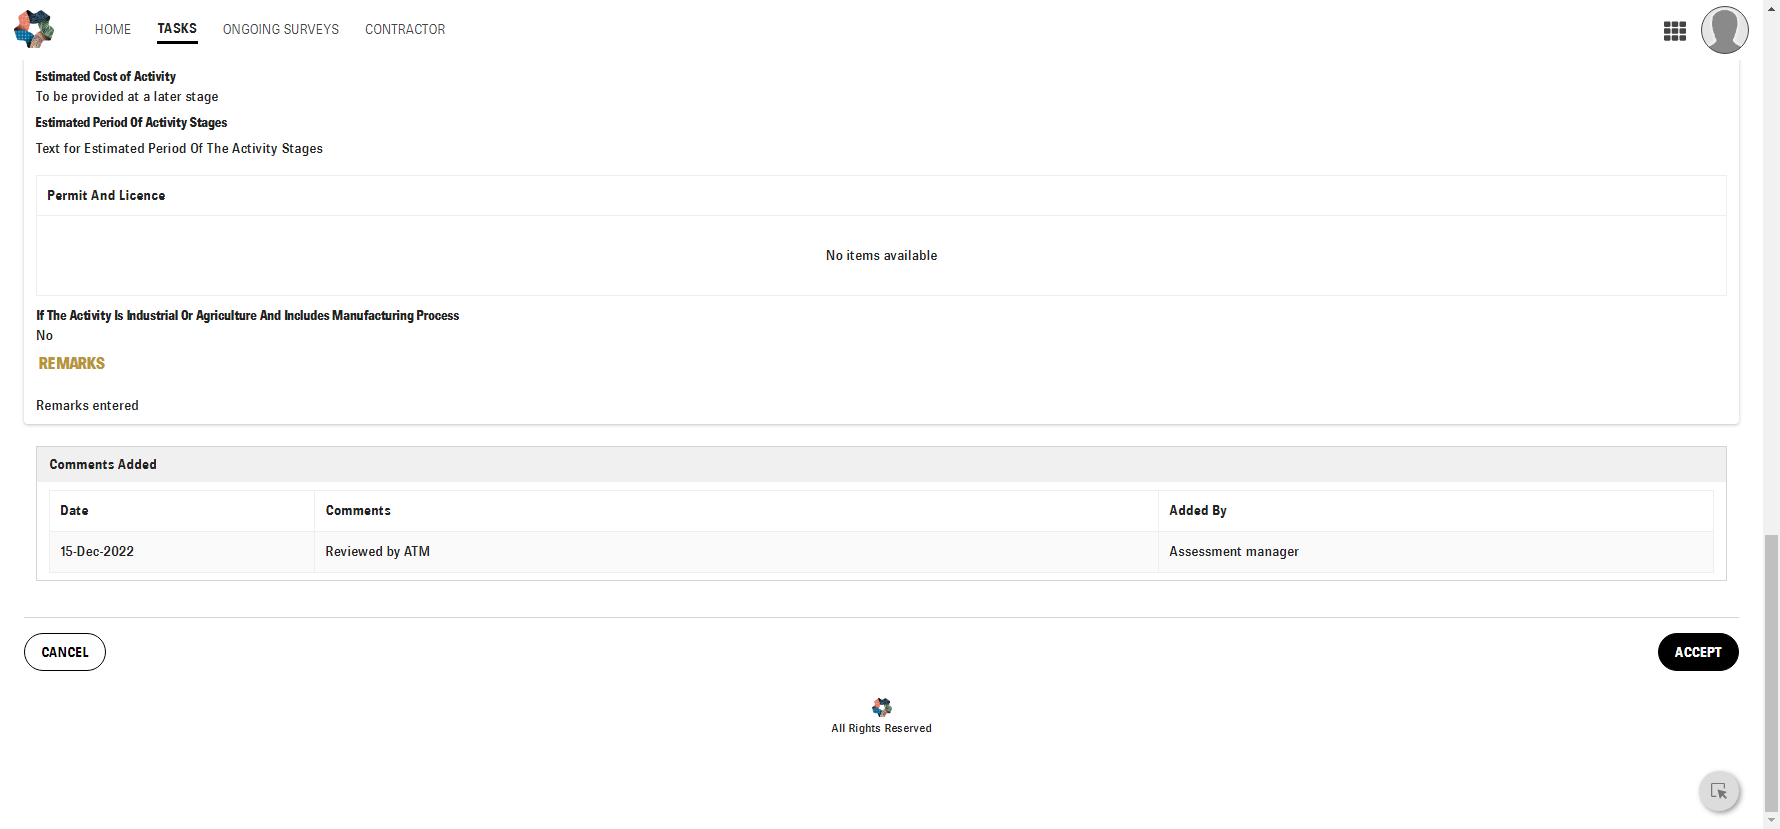 HOME TASKS ONGOING SURVEYS CONTRACTOR
Estimated Cost of Activity
To be provided at a later stage
Estimated Period Of Activity Stages
Text for Estimated Period Of The Activity Stages
Permit And Licence
No items available
If The Activity Is Industrial Or Agriculture And Includes Manufacturing Process
No
REMARKS
Remarks entered
Comments Added
Date Comments Added By
15-Dec-2022 Reviewed by ATM Assessment manager
CANCEL ACCEPT
All Rights Reserved